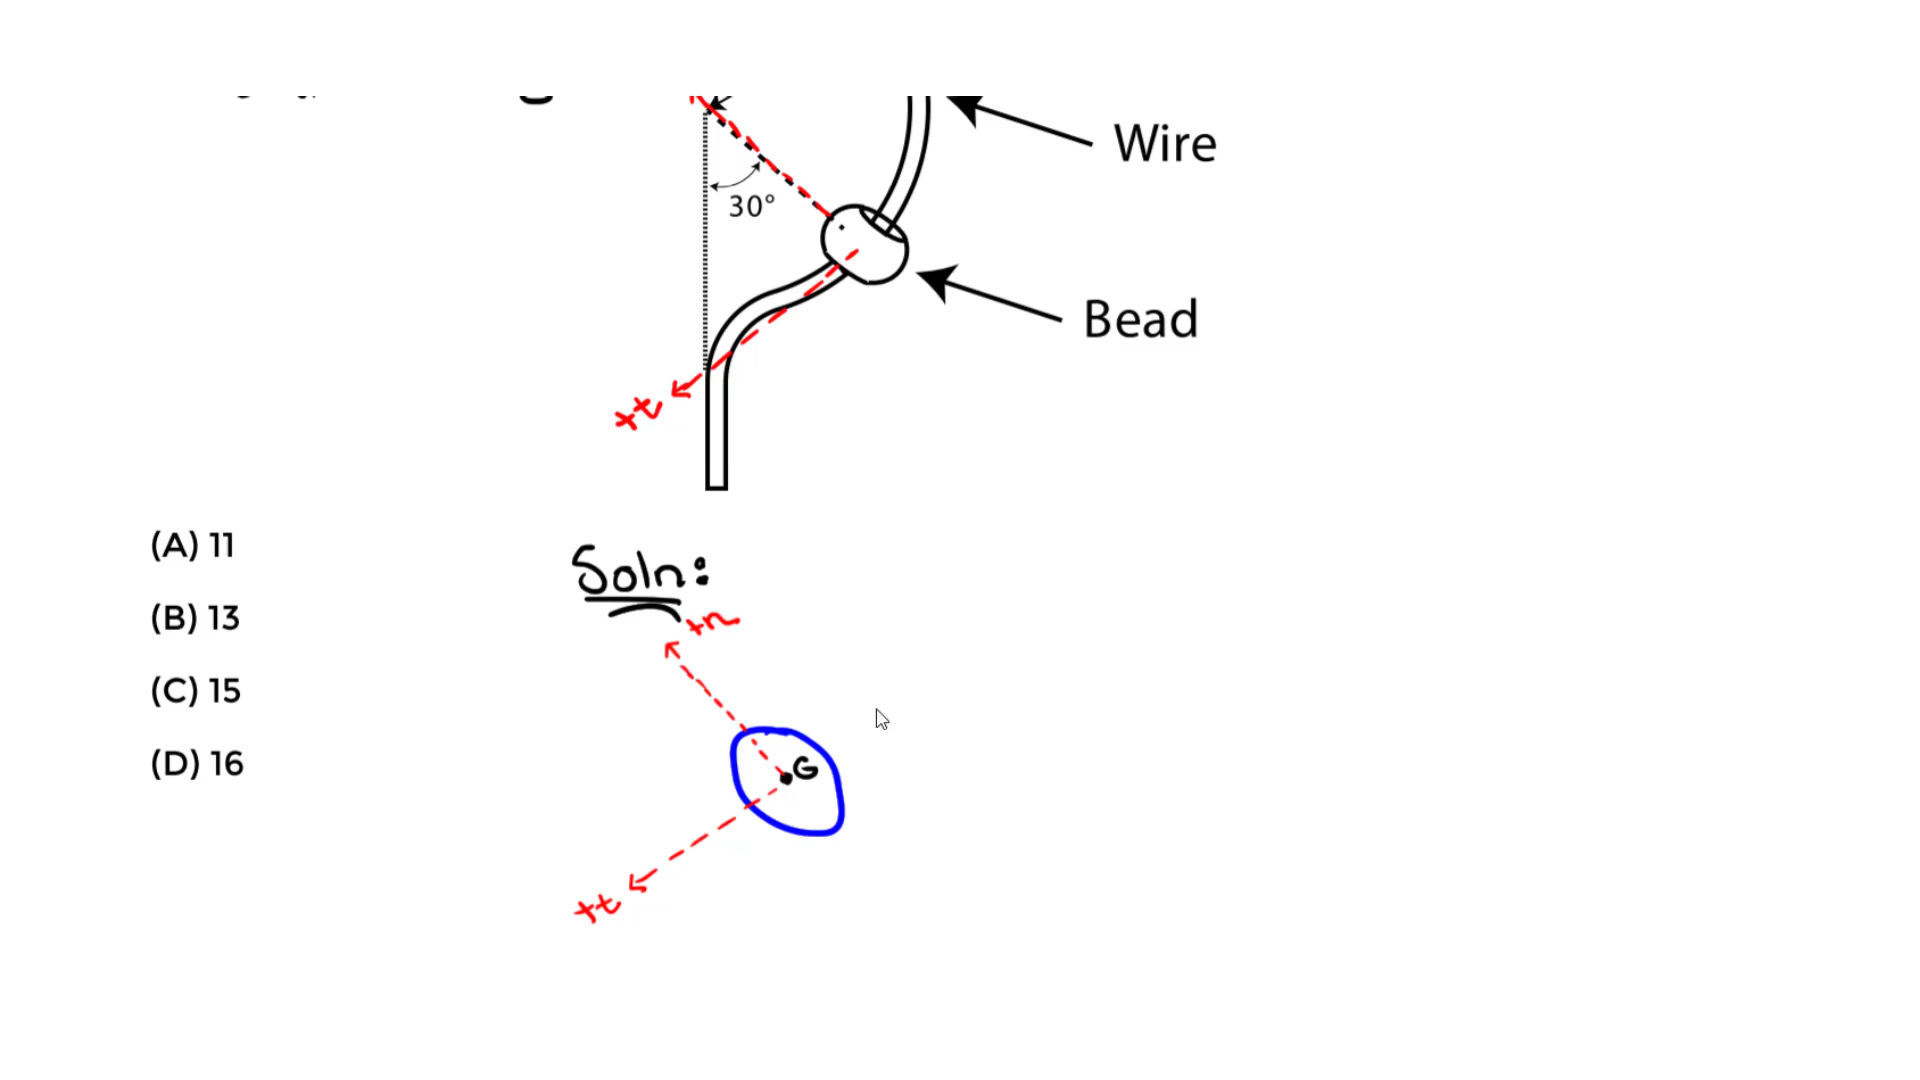 Wire
30°
Bead
+t
(A) 11
Soln:
(B) 13
+n
(C) 15
(D) 16
G
+t